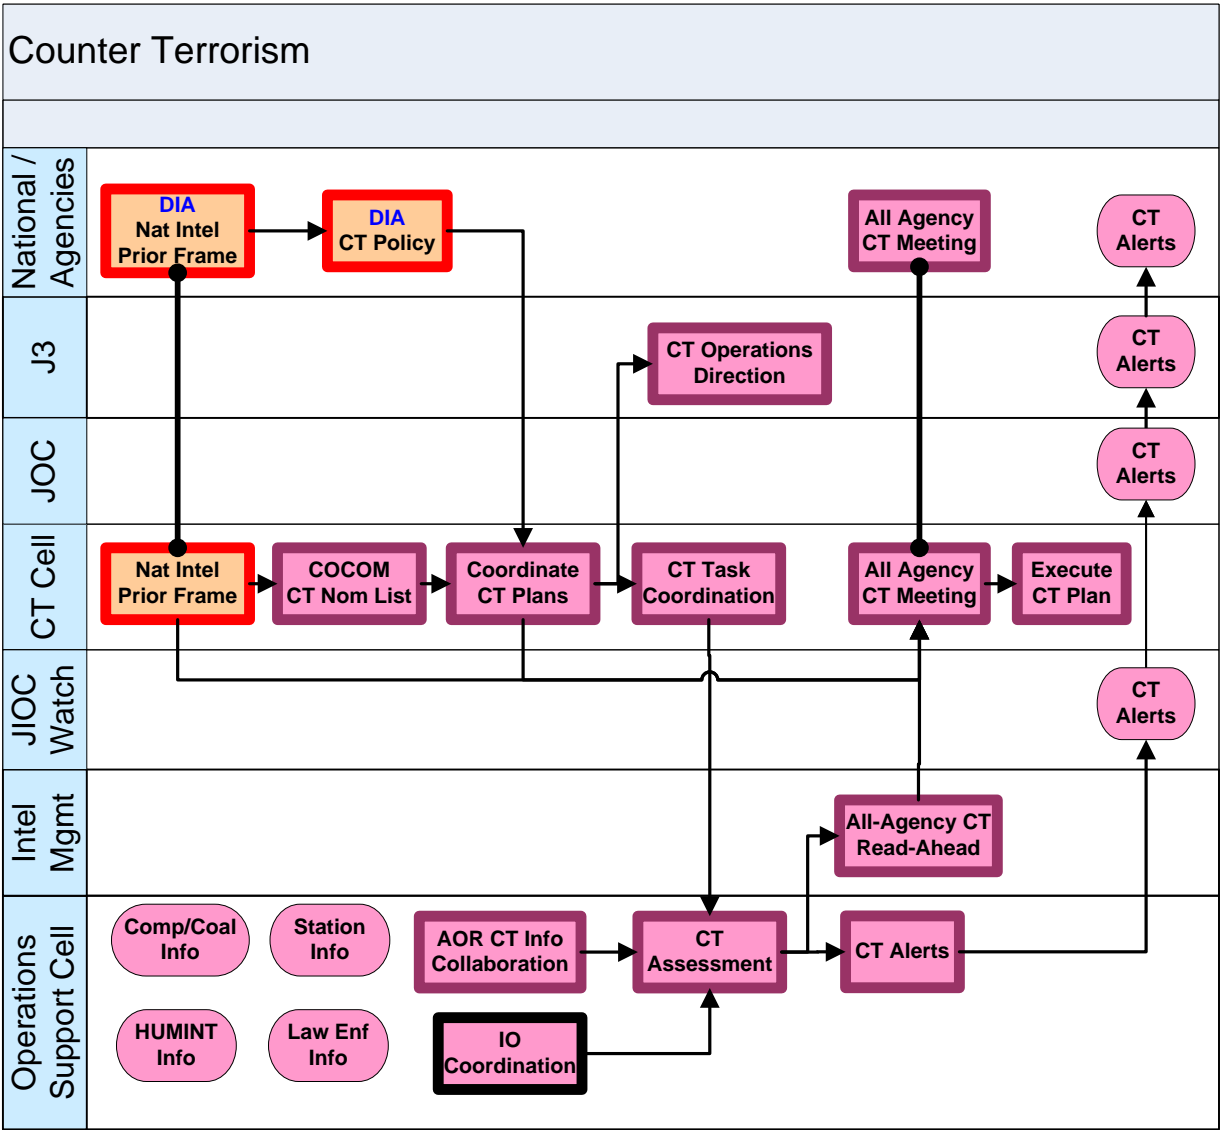 Counter Terrorism
National /
Agencies
DIA
Nat Intel
Prior Frame
DIA
CT Policy
All Agency
CT Meeting
CT
Alerts
J3
CT Operations
Direction
CT
Alerts
JOC
CT
Alerts
CT Cell
Nat Intel
Prior Frame
COCOM
CT Nom List
Coordinate
CT Plans
CT Task
Coordination
All Agency
CT Meeting
Execute
CT Plan
JIOC
Watch
CT
Alerts
Intel
Mgmt
All-Agency CT
Read-Ahead
Operations
Support Cell
Comp/Coal
Info
Station
Info
AOR CT Info
Collaboration
CT
Assessment
CT Alerts
HUMINT
Info
Law Enf
Info
IO
Coordination